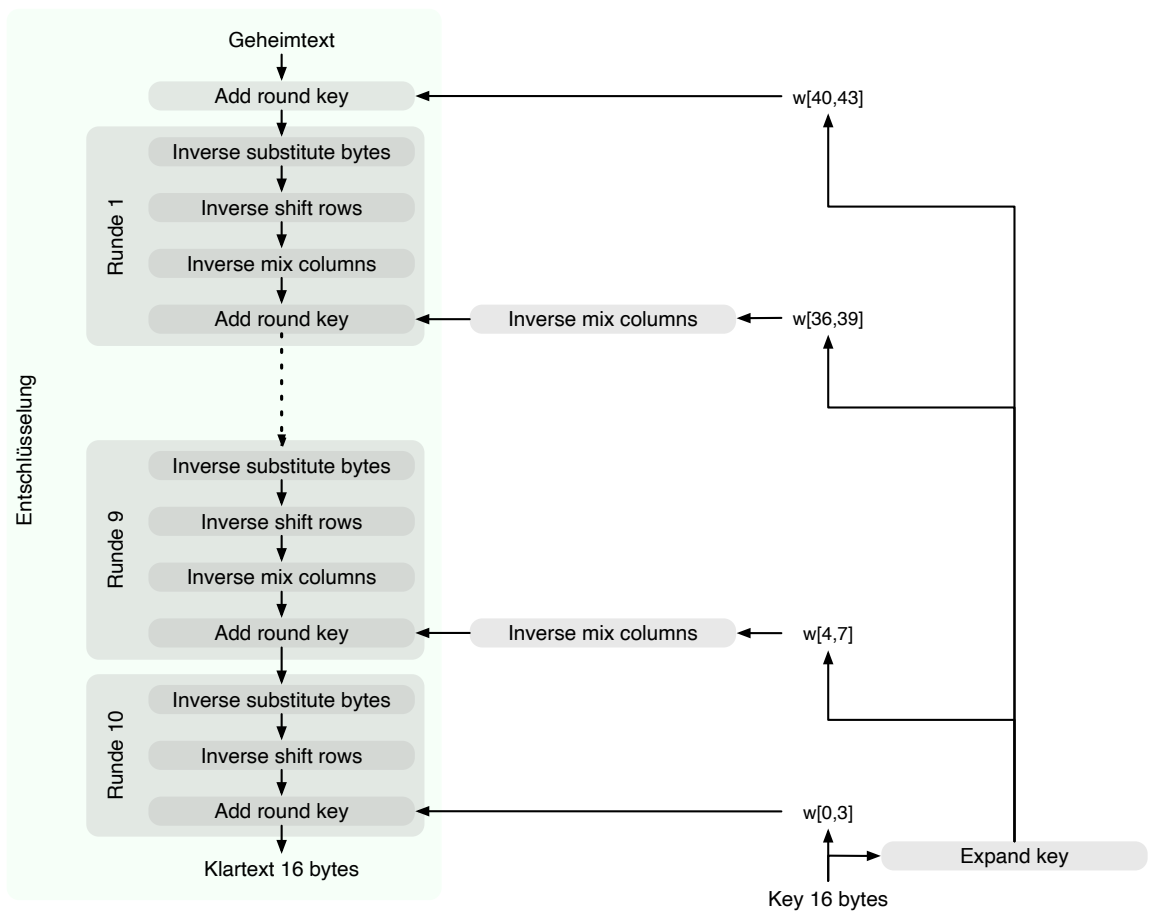 Geheimtext
Add round key
w[40,43]
Inverse substitute bytes
Inverse shift rows
Inverse mix columns
Add round key
Runde 1
Inverse mix columns
w[36,39]
Entschlüsselung
Inverse substitute bytes
Inverse shift rows
Inverse mix columns
Add round key
Runde 9
Inverse mix columns
w[4,7]
Inverse substitute bytes
Inverse shift rows
Add round key
Runde 10
w[0,3]
Expand key
Klartext 16 bytes
Key 16 bytes